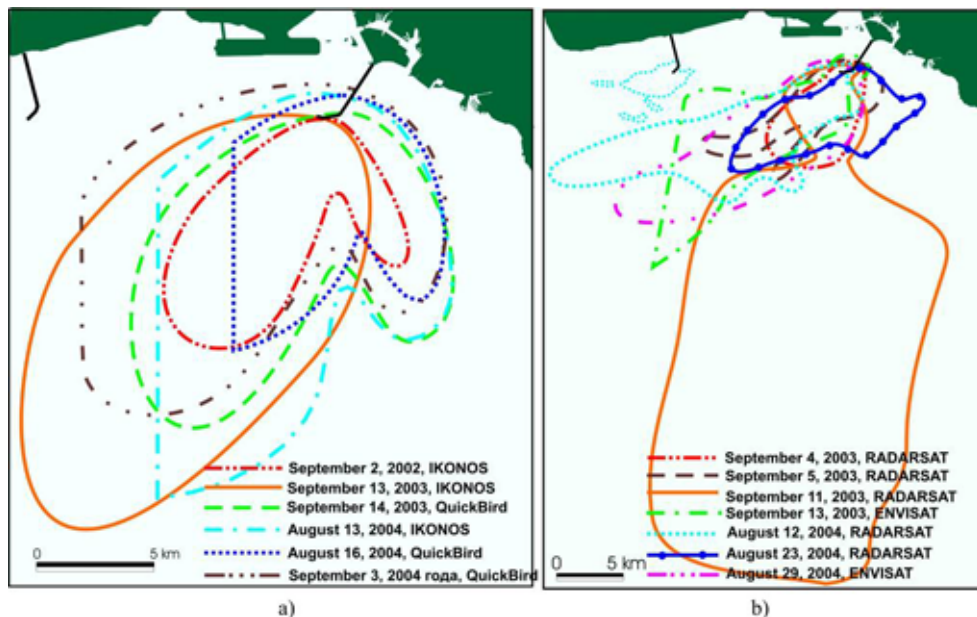 September 2, 2002, IKONOS
September 13, 2003, IKONOS
September 14, 2003, QuickBird
August 13, 2004, IKONOS
August 16, 2004, QuickBird
September 3, 2004 года, QuickBird
0 5 km
a)
September 4, 2003, RADARSAT
September 5, 2003, RADARSAT
September 11, 2003, RADARSAT
September 13, 2003, ENVISAT
August 12, 2004, RADARSAT
August 23, 2004, RADARSAT
August 29, 2004, ENVISAT
0 5 km
b)